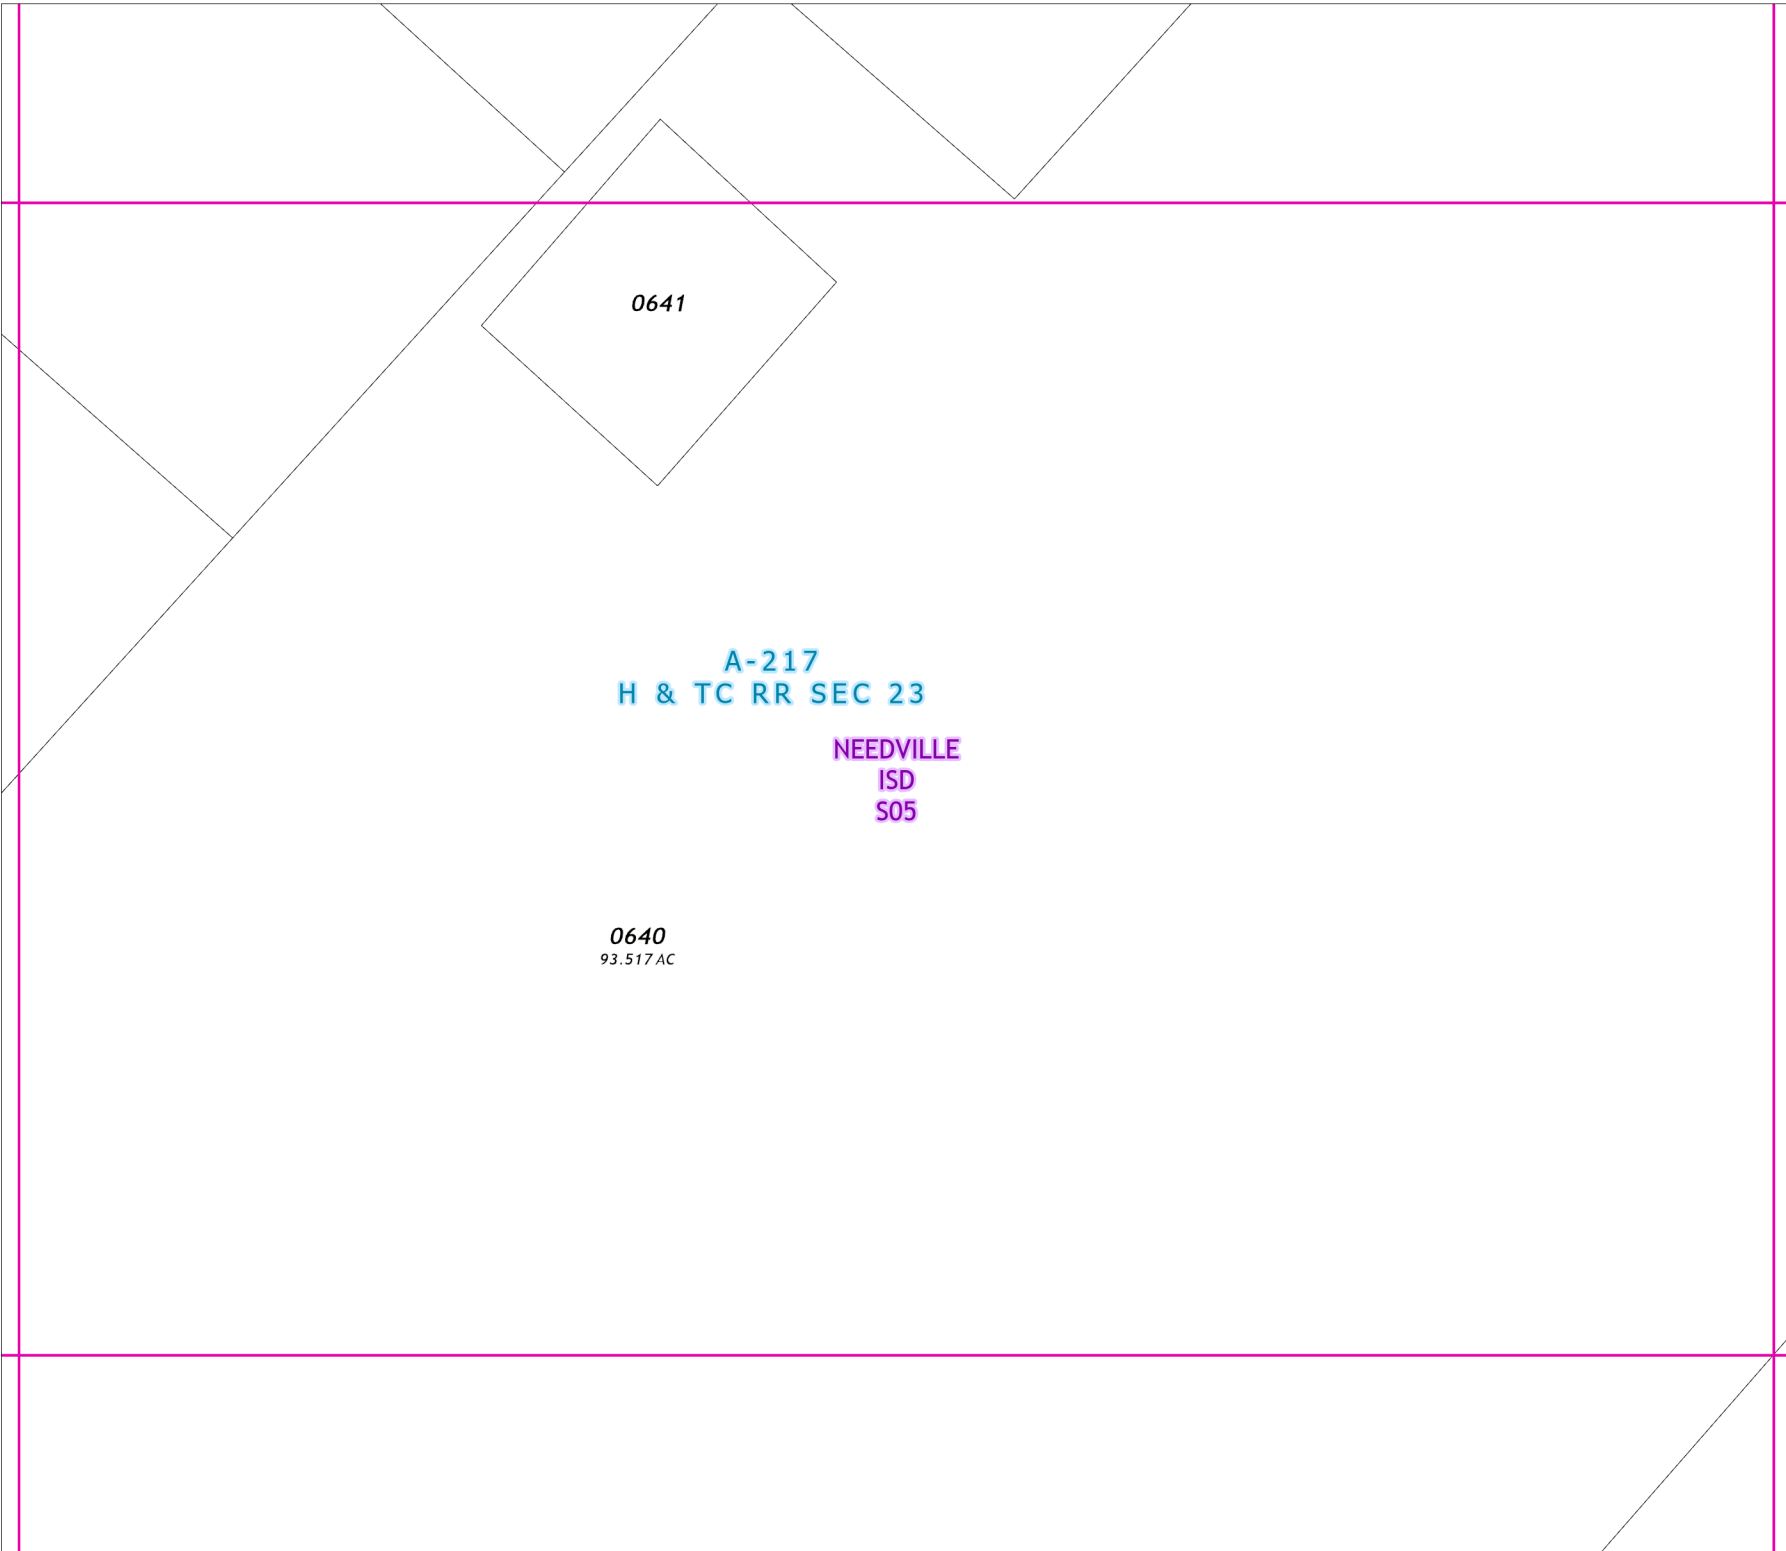 0641
A-217
H & TC RR SEC 23
NEEDVILLE
ISD
S05
0640
93.517 AC